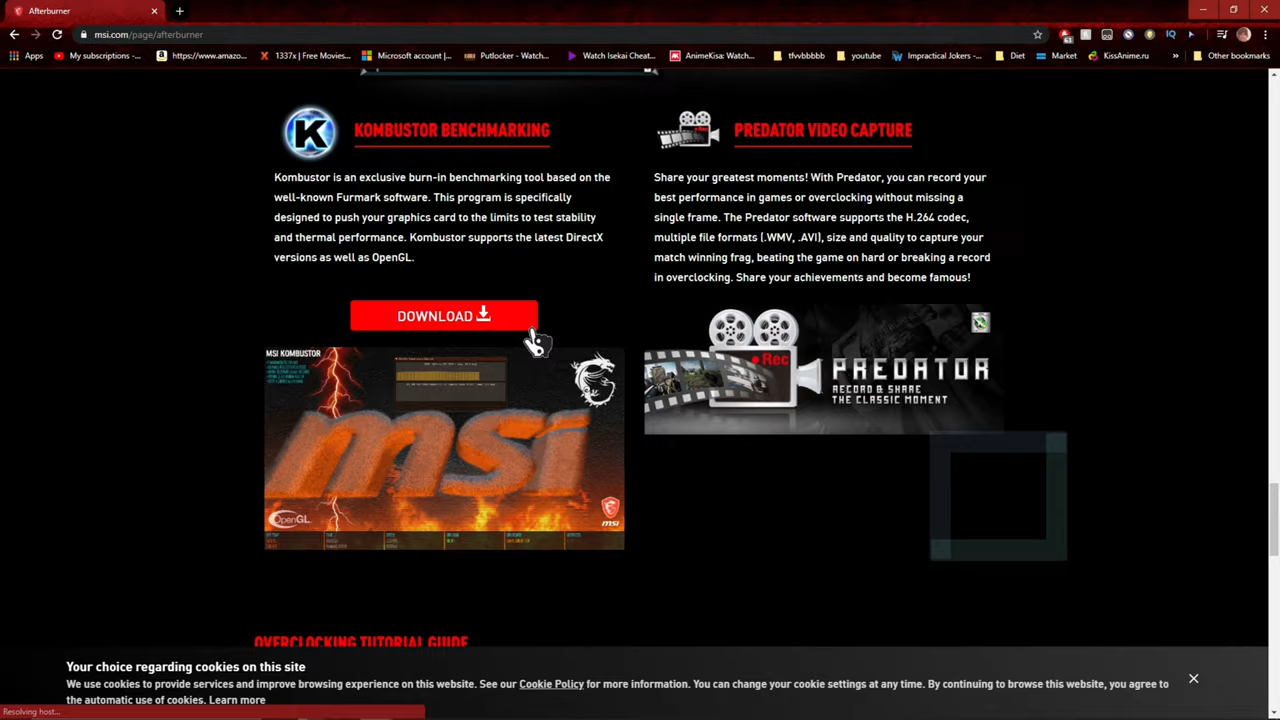 Afterburner
msi.com/page/afterburner
Apps
My subscriptions -...
https://www.amazo...
1337x | Free Movies...
Microsoft account |...
Putlocker - Watch...
Watch Isekai Cheat...
AnimeKisa: Watch...
tfvvbbbbb
youtube
Impractical Jokers -...
Diet
Market
KissAnime.ru
Other bookmarks
KOMBUSTOR BENCHMARKING
Kombustor is an exclusive burn-in benchmarking tool based on the
well-known Furmark software. This program is specifically
designed to push your graphics card to the limits to test stability
and thermal performance. Kombustor supports the latest DirectX
versions as well as OpenGL.
DOWNLOAD
MSI KOMBUSTOR
msi
OpenGL
msi
PREDATOR VIDEO CAPTURE
Share your greatest moments! With Predator, you can record your
best performance in games or overclocking without missing a
single frame. The Predator software supports the H.264 codec,
multiple file formats (.WMV, .AVI), size and quality to capture your
match winning frag, beating the game on hard or breaking a record
in overclocking. Share your achievements and become famous!
Rec
PREDATOR
RECORD & SHARE
THE CLASSIC MOMENT
OVERCLOCKING TUTORIAL GUIDE
Your choice regarding cookies on this site
We use cookies to provide services and improve browsing experience on this website. See our Cookie Policy for more information. You can change your cookie settings at any time. By continuing to browse this website, you agree to
the automatic use of cookies. Learn more
Resolving host...